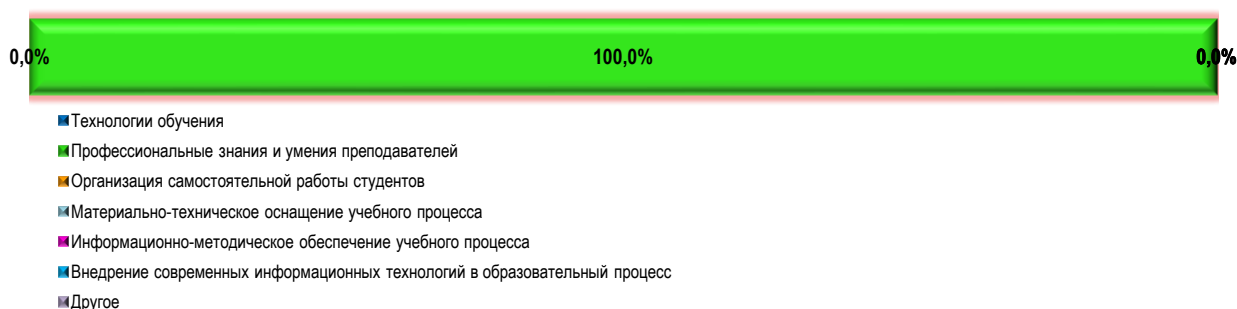 0,0% 100,0% 0,0%
Технологии обучения
Профессиональные знания и умения преподавателей
Организация самостоятельной работы студентов
Материально-техническое оснащение учебного процесса
Информационно-методическое обеспечение учебного процесса
Внедрение современных информационных технологий в образовательный процесс
Другое